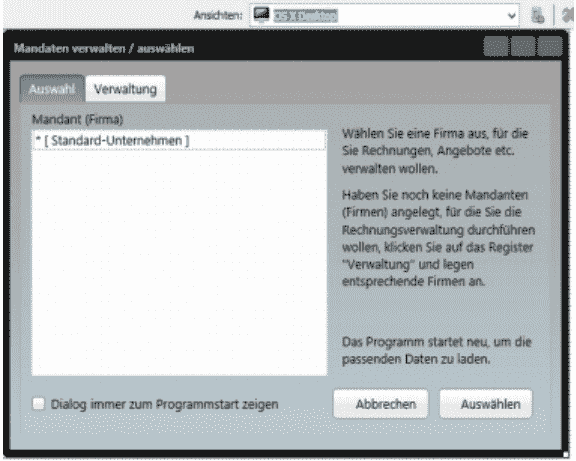 Ansichten: OS X Desktop
Mandaten verwalten / auswählen
Auswahl Verwaltung
Mandant (Firma)
* [ Standard-Unternehmen ]
Wählen Sie eine Firma aus, für die
Sie Rechnungen, Angebote etc.
verwalten wollen.
Haben Sie noch keine Mandanten
(Firmen) angelegt, für die Sie die
Rechnungsverwaltung durchführen
wollen, klicken Sie auf das Register
"Verwaltung" und legen
entsprechende Firmen an.
Das Programm startet neu, um die
passenden Daten zu laden.
Dialog immer zum Programmstart zeigen
Abbrechen Auswählen